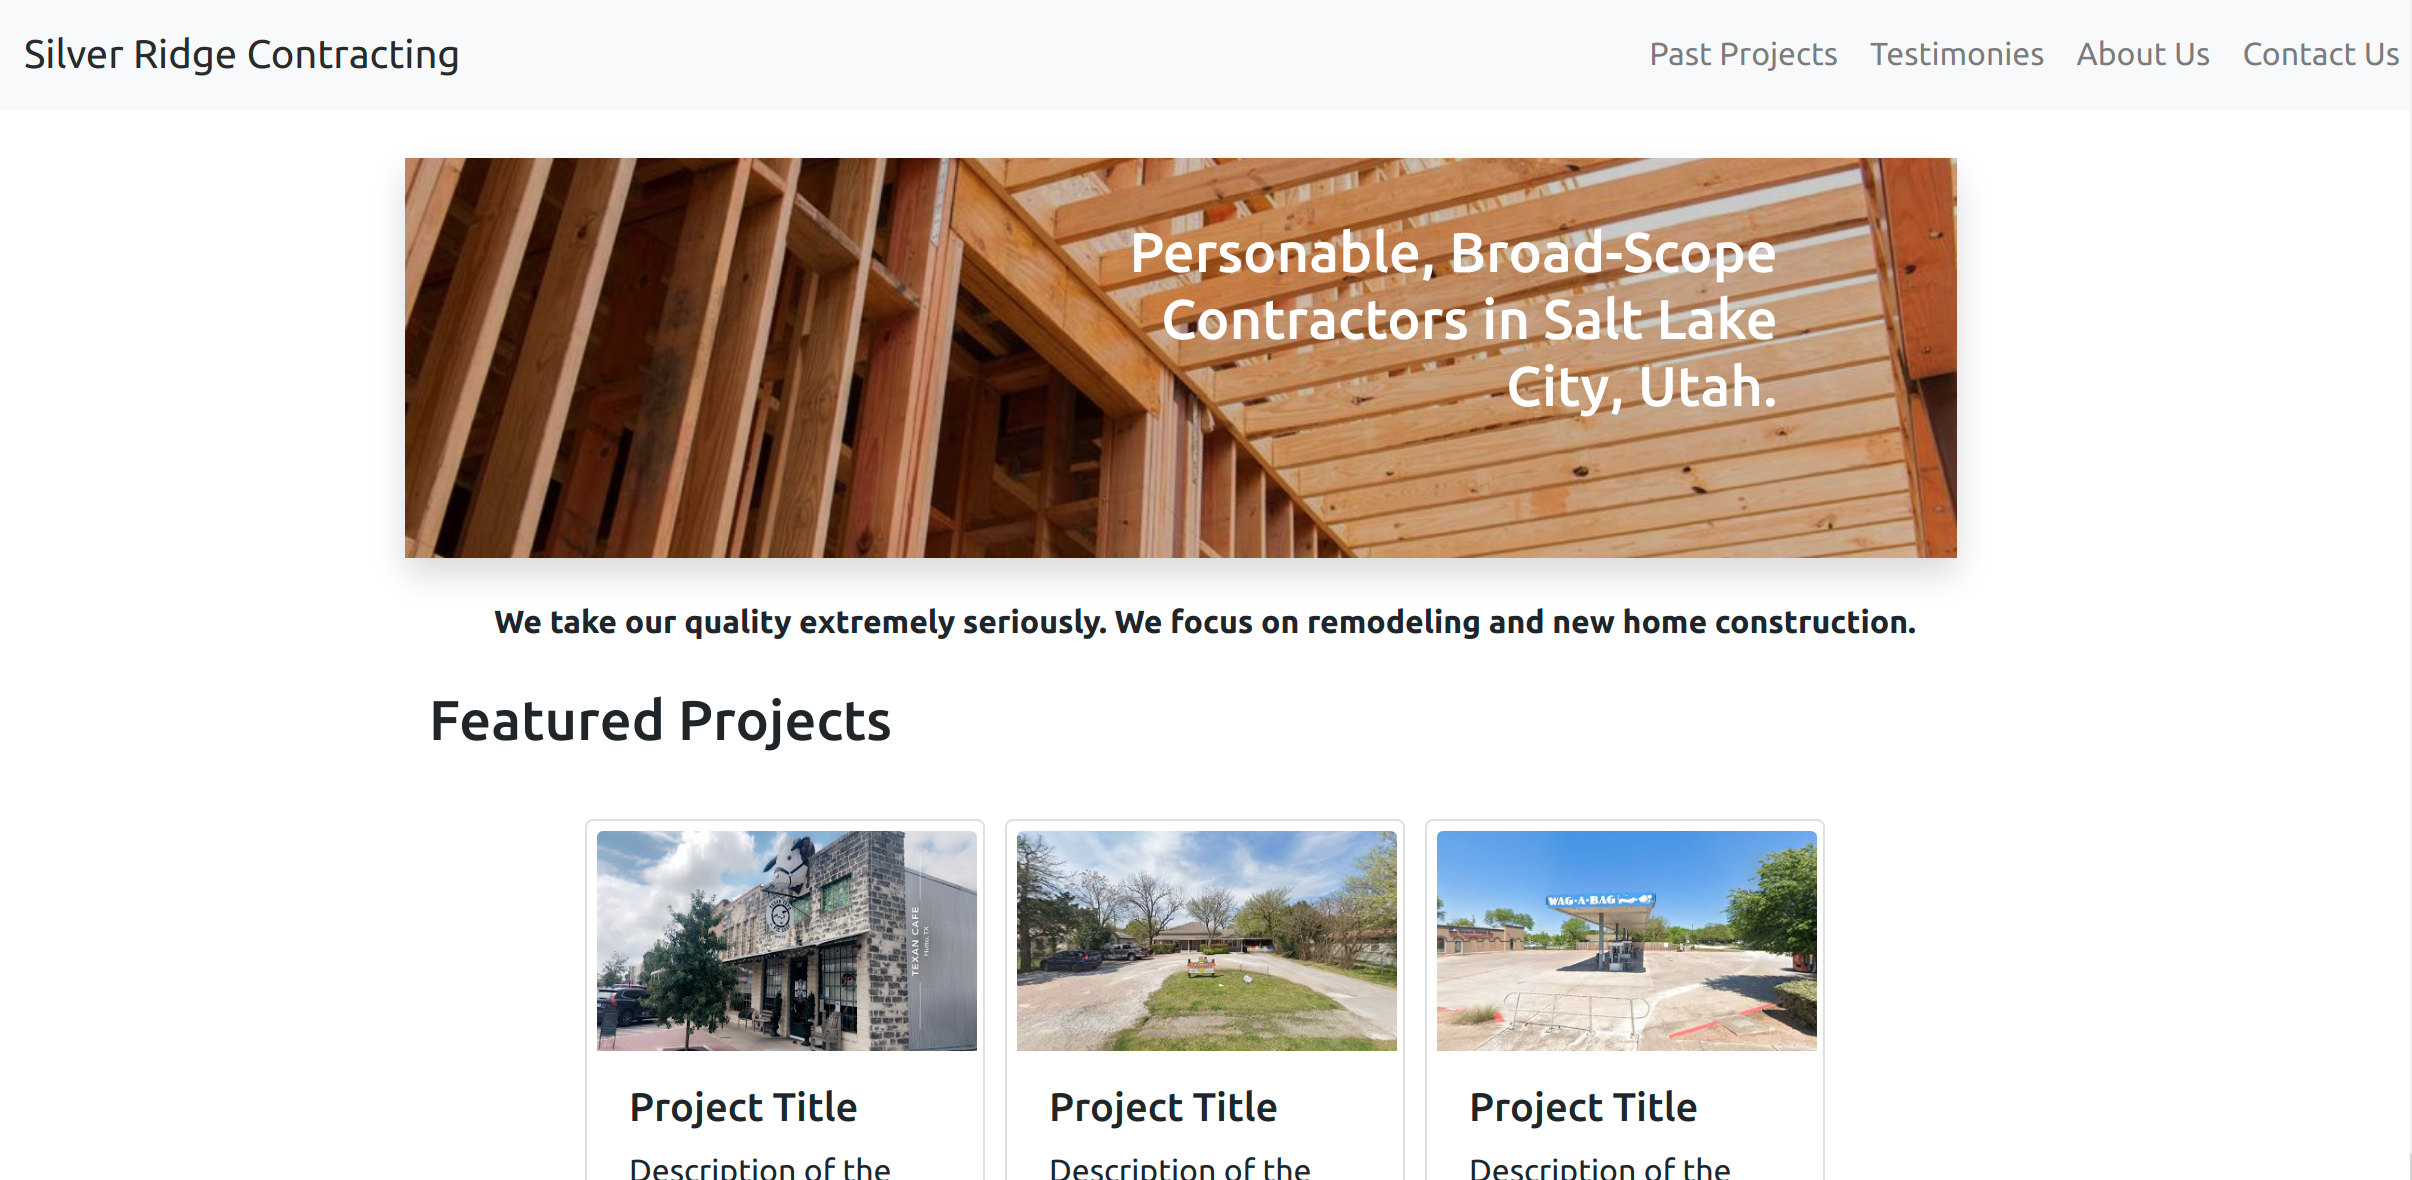 Silver Ridge Contracting
Past Projects Testimonies About Us Contact Us
Personable, Broad-Scope
Contractors in Salt Lake
City, Utah.
We take our quality extremely seriously. We focus on remodeling and new home construction.
Featured Projects
TEXAN CAFE
Hutto, TX
WAG-A-BAG
Project Title
Description of the
Project Title
Description of the
Project Title
Description of the